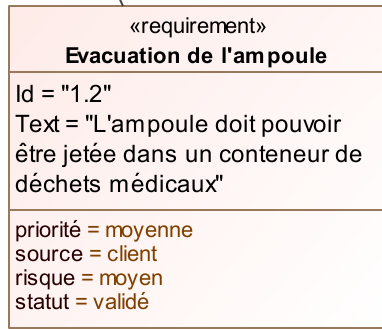 «requirement»
Evacuation de l'ampoule
Id = "1.2"
Text = "L'ampoule doit pouvoir
être jetée dans un conteneur de
déchets médicaux"
priorité = moyenne
source = client
risque = moyen
statut = validé